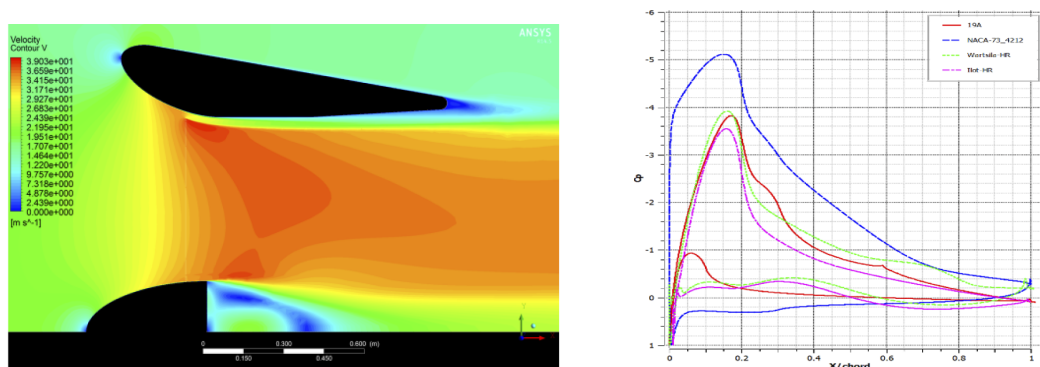 Velocity
Contour V
3.903e+001
3.659e+001
3.415e+001
3.171e+001
2.927e+001
2.683e+001
2.439e+001
2.195e+001
1.951e+001
1.707e+001
1.464e+001
1.220e+001
9.757e+000
7.318e+000
4.878e+000
2.439e+000
0.000e+000
[m s^-1]
ANSYS
0 0.300 0.600 (m)
0.150 0.450
-6
-5
-4
-3
-2
-1
0
1
Cp
0 0.2 0.4 0.6 0.8 1
X/chord
19A
NACA-73_4212
Wartsila-HR
Ilot-HR